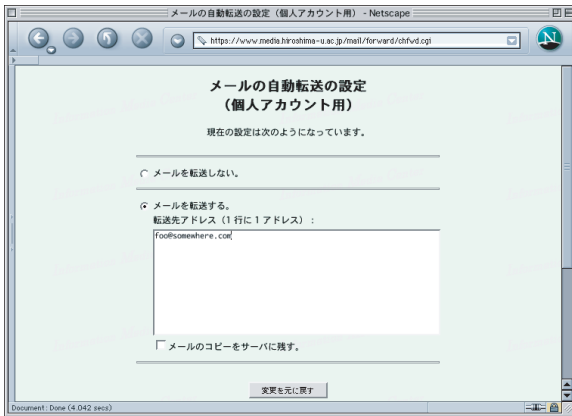 メールの自動転送の設定（個人アカウント用） - Netscape
https://www.media.hiroshima-u.ac.jp/mail/forward/chfwd.cgi
N
メールの自動転送の設定
（個人アカウント用）
現在の設定は次のようになっています。
メールを転送しない。
メールを転送する。
転送先アドレス（1 行に 1 アドレス）：
foo@somewhere.com
メールのコピーをサーバに残す。
変更を元に戻す
Document: Done (4.042 secs)